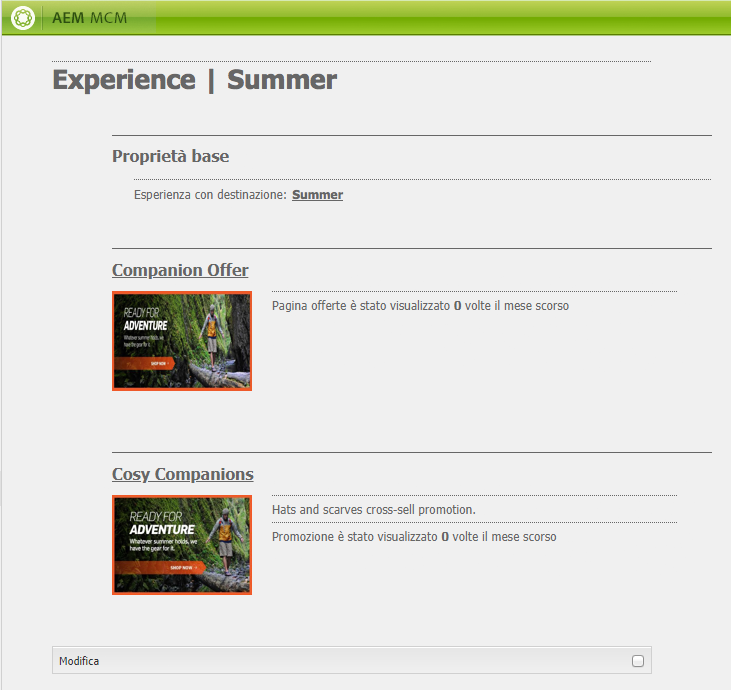 AEM MCM
Experience | Summer
Proprietà base
Esperienza con destinazione: Summer
Companion Offer
READY FOR
ADVENTURE
Whatever summer holds, we
have the gear for it.
SHOP NOW
Pagina offerte è stato visualizzato 0 volte il mese scorso
Cosy Companions
READY FOR
ADVENTURE
Whatever summer holds, we
have the gear for it.
SHOP NOW
Hats and scarves cross-sell promotion.
Promozione è stato visualizzato 0 volte il mese scorso
Modifica